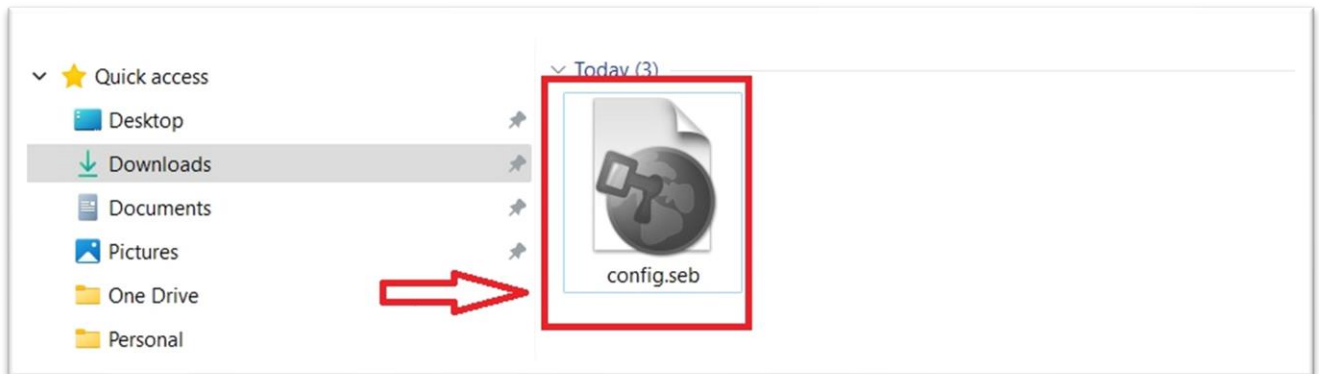 Quick access
Desktop
Downloads
Documents
Pictures
One Drive
Personal
Today (3)
config.seb